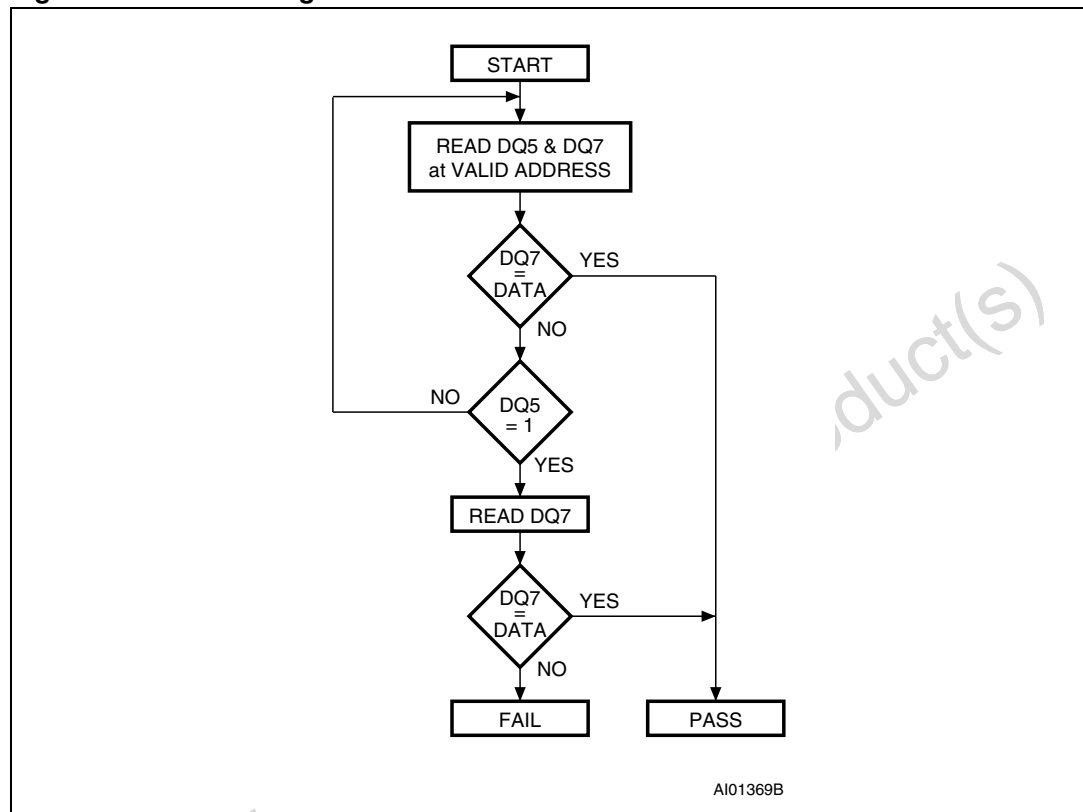 START
READ DQ5 & DQ7
at VALID ADDRESS
DQ7
=
DATA
YES
NO
DQ5
= 1
NO
YES
READ DQ7
DQ7
=
DATA
YES
NO
FAIL
PASS
AI01369B